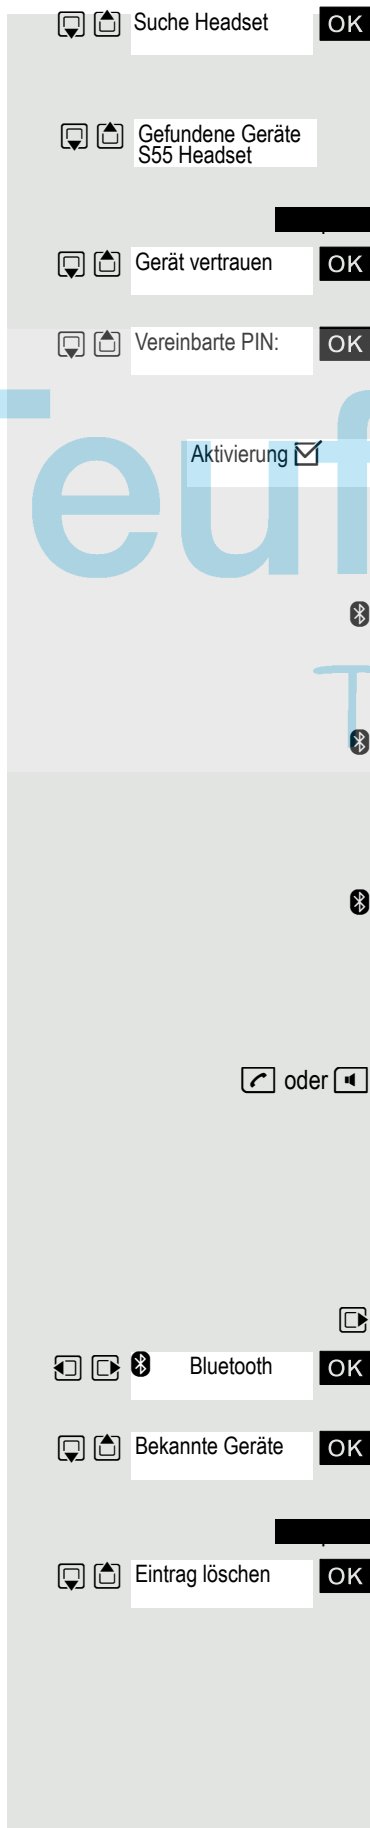 Suche Headset OK
Gefundene Geräte
S55 Headset
Gerät vertrauen OK
Vereinbarte PIN: OK
Aktivierung
Teuf
T
oder
Bluetooth OK
Bekannte Geräte OK
Eintrag löschen OK